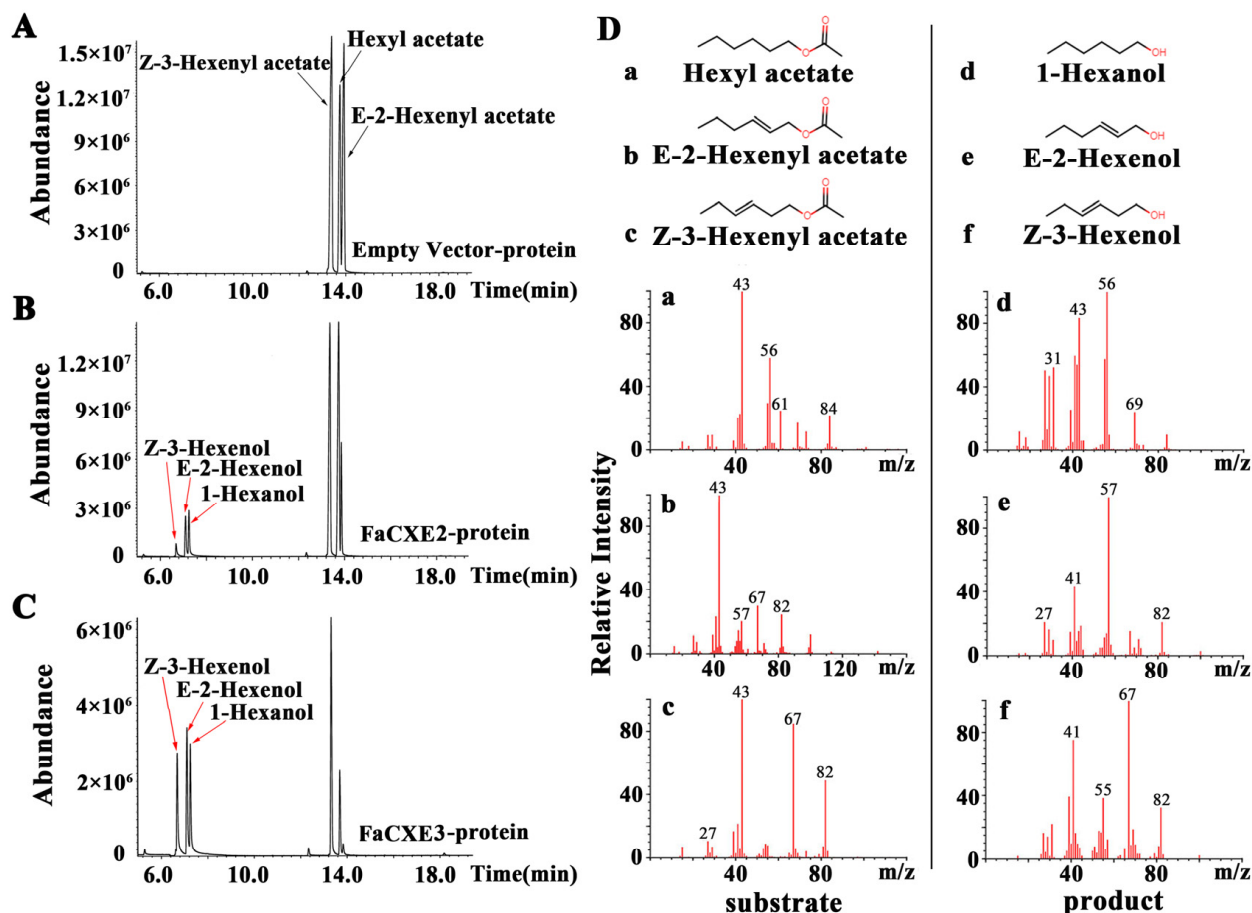 A
Abundance
1.5×10⁷
1.2×10⁷
9×10⁶
6×10⁶
3×10⁶
0
Z-3-Hexenyl acetate
Hexyl acetate
E-2-Hexenyl acetate
Empty Vector-protein
6.0 10.0 14.0 18.0 Time(min)
B
Abundance
1.2×10⁷
9×10⁶
6×10⁶
3×10⁶
0
Z-3-Hexenol
E-2-Hexenol
1-Hexanol
FaCXE2-protein
6.0 10.0 14.0 18.0 Time(min)
C
Abundance
6×10⁶
4×10⁶
2×10⁶
0
Z-3-Hexenol
E-2-Hexenol
1-Hexanol
FaCXE3-protein
6.0 10.0 14.0 18.0 Time(min)
D
O
O
a Hexyl acetate
OH
d 1-Hexanol
O
O
b E-2-Hexenyl acetate
OH
e E-2-Hexenol
O
O
c Z-3-Hexenyl acetate
OH
f Z-3-Hexenol
Relative Intensity
a
80
40
0
43
56
61
84
40 80 m/z
d
80
40
0
56
43
31
69
40 80 m/z
b
80
40
0
43
57
67
82
40 80 120 m/z
e
80
40
0
57
41
27
82
40 80 m/z
c
80
40
0
43
67
82
27
40 80 m/z
f
80
40
0
67
41
55
82
40 80 m/z
substrate
product